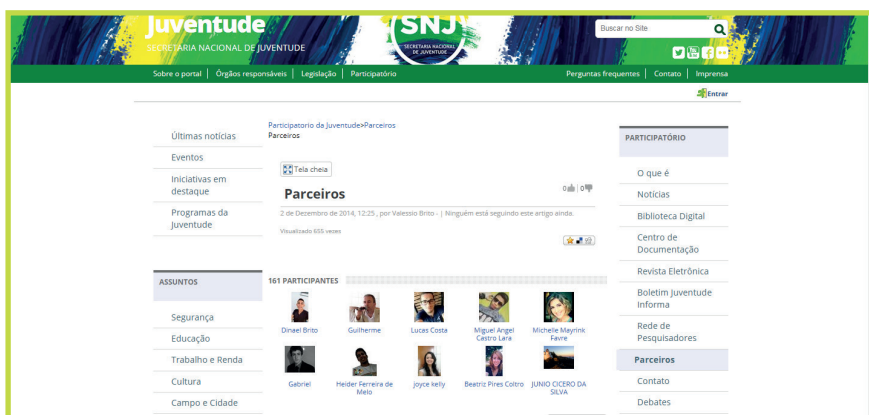 juventude
SECRETARIA NACIONAL DE JUVENTUDE
SNJ
SECRETARIA NACIONAL
DE JUVENTUDE
Buscar no Site
Sobre o portal | Órgãos responsáveis | Legislação | Participatório
Perguntas frequentes | Contato | Imprensa
Entrar
Últimas notícias
Eventos
Iniciativas em
destaque
Programas da
Juventude
ASSUNTOS
Segurança
Educação
Trabalho e Renda
Cultura
Campo e Cidade
Participatorio da Juventude>Parceiros
Parceiros
Tela cheia
Parceiros
0 | 0
2 de Dezembro de 2014, 12:25 , por Valessio Brito - | Ninguém está seguindo este artigo ainda.
Visualizado 655 vezes
161 PARTICIPANTES
Dinael Brito
Guilherme
Lucas Costa
Miguel Angel
Castro Lara
Michelle Mayrink
Favre
Gabriel
Helder Ferreira de
Melo
joyce kelly
Beatriz Pires Coltro
JUNIO CICERO DA
SILVA
PARTICIPATÓRIO
O que é
Notícias
Biblioteca Digital
Centro de
Documentação
Revista Eletrônica
Boletim Juventude
Informa
Rede de
Pesquisadores
Parceiros
Contato
Debates